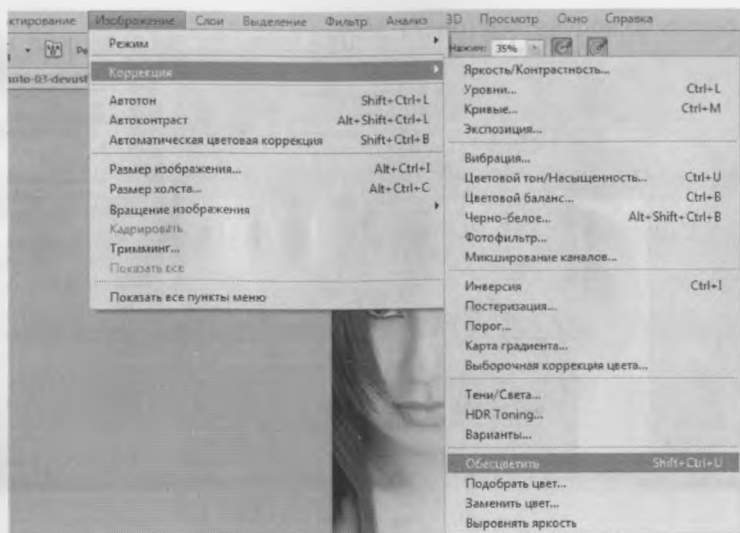 ктирование Изображение Слои Выделение Фильтр Анализ 3D Просмотр Окно Справка
Нажим: 35%
Режим
Коррекция
Автотон Shift+Ctrl+L
Автоконтраст Alt+Shift+Ctrl+L
Автоматическая цветовая коррекция Shift+Ctrl+B
Размер изображения... Alt+Ctrl+I
Размер холста... Alt+Ctrl+C
Вращение изображения
Кадрировать
Тримминг...
Показать все
Показать все пункты меню
Яркость/Контрастность...
Уровни... Ctrl+L
Кривые... Ctrl+M
Экспозиция...
Вибрация...
Цветовой тон/Насыщенность... Ctrl+U
Цветовой баланс... Ctrl+B
Черно-белое... Alt+Shift+Ctrl+B
Фотофильтр...
Микширование каналов...
Инверсия Ctrl+I
Постеризация...
Порог...
Карта градиента...
Выборочная коррекция цвета...
Тени/Света...
HDR Toning...
Варианты...
Обесцветить Shift+Ctrl+U
Подобрать цвет...
Заменить цвет...
Выровнять яркость